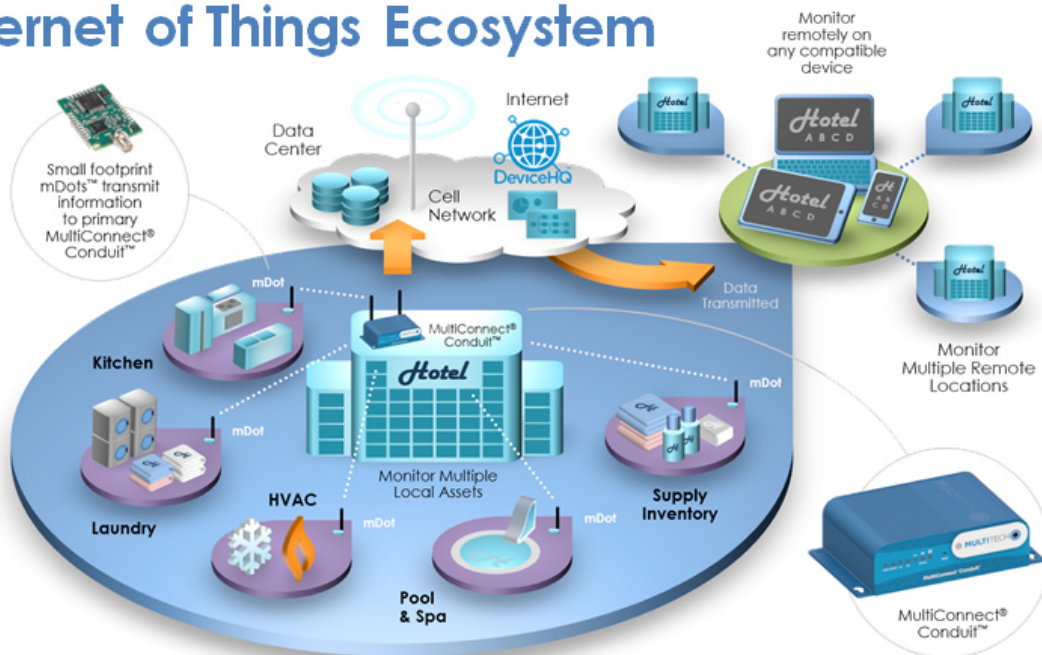 ernet of Things Ecosystem
Monitor
remotely on
any compatible
device
Small footprint
mDots™ transmit
information
to primary
MultiConnect®
Conduit™
Data
Center
Internet
DeviceHQ
Cell
Network
Hotel
Hotel
Hotel
A B C D
Hotel
A B C D
H
A B
C D
Hotel
Data
Transmitted
Monitor
Multiple Remote
Locations
mDot
Kitchen
MultiConnect®
Conduit™
Hotel
Monitor Multiple
Local Assets
mDot
H
H
Laundry
HVAC
mDot
Pool
& Spa
mDot
mDot
H
H
H
H
Supply
Inventory
MULTITECH
MULTITECH
MultiConnect® Conduit™
MultiConnect®
Conduit™